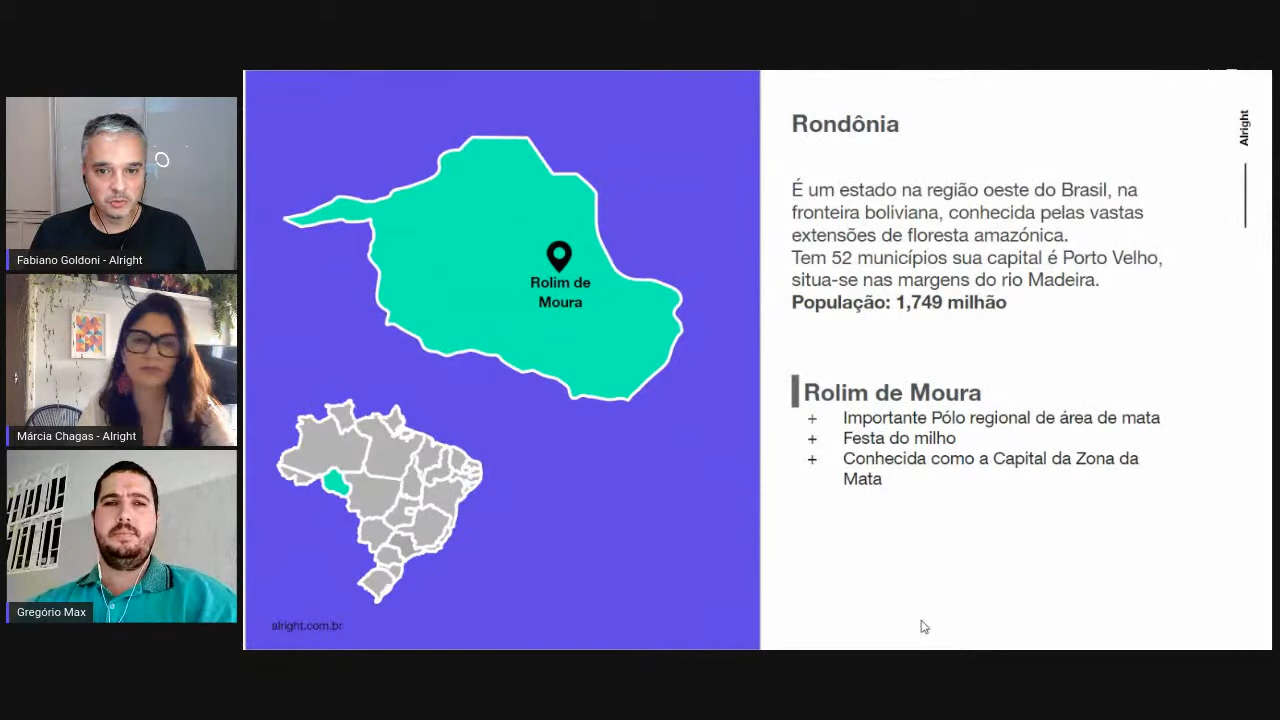 Fabiano Goldoni - Alright
Márcia Chagas - Alright
Gregório Max
Rolim de
Moura
alright.com.br
Rondônia
É um estado na região oeste do Brasil, na
fronteira boliviana, conhecida pelas vastas
extensões de floresta amazónica.
Tem 52 municípios sua capital é Porto Velho,
situa-se nas margens do rio Madeira.
População: 1,749 milhão
Rolim de Moura
+ Importante Pólo regional de área de mata
+ Festa do milho
+ Conhecida como a Capital da Zona da
Mata
Alright